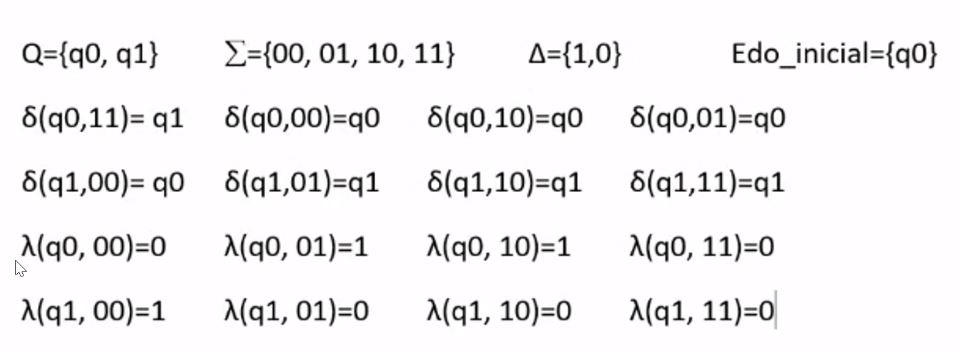 Q={q0, q1} ∑={00, 01, 10, 11} Δ={1,0} Edo_inicial={q0}
δ(q0,11)= q1 δ(q0,00)=q0 δ(q0,10)=q0 δ(q0,01)=q0
δ(q1,00)= q0 δ(q1,01)=q1 δ(q1,10)=q1 δ(q1,11)=q1
λ(q0, 00)=0 λ(q0, 01)=1 λ(q0, 10)=1 λ(q0, 11)=0
λ(q1, 00)=1 λ(q1, 01)=0 λ(q1, 10)=0 λ(q1, 11)=0